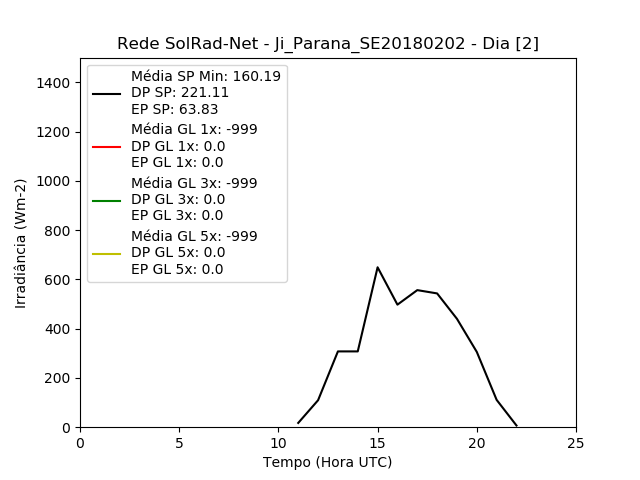 Rede SolRad-Net - Ji_Parana_SE20180202 - Dia [2]
Média SP Min: 160.19
DP SP: 221.11
EP SP: 63.83
Média GL 1x: -999
DP GL 1x: 0.0
EP GL 1x: 0.0
Média GL 3x: -999
DP GL 3x: 0.0
EP GL 3x: 0.0
Média GL 5x: -999
DP GL 5x: 0.0
EP GL 5x: 0.0
1400
1200
1000
800
600
400
200
0
Irradiância (Wm-2)
0 5 10 15 20 25
Tempo (Hora UTC)